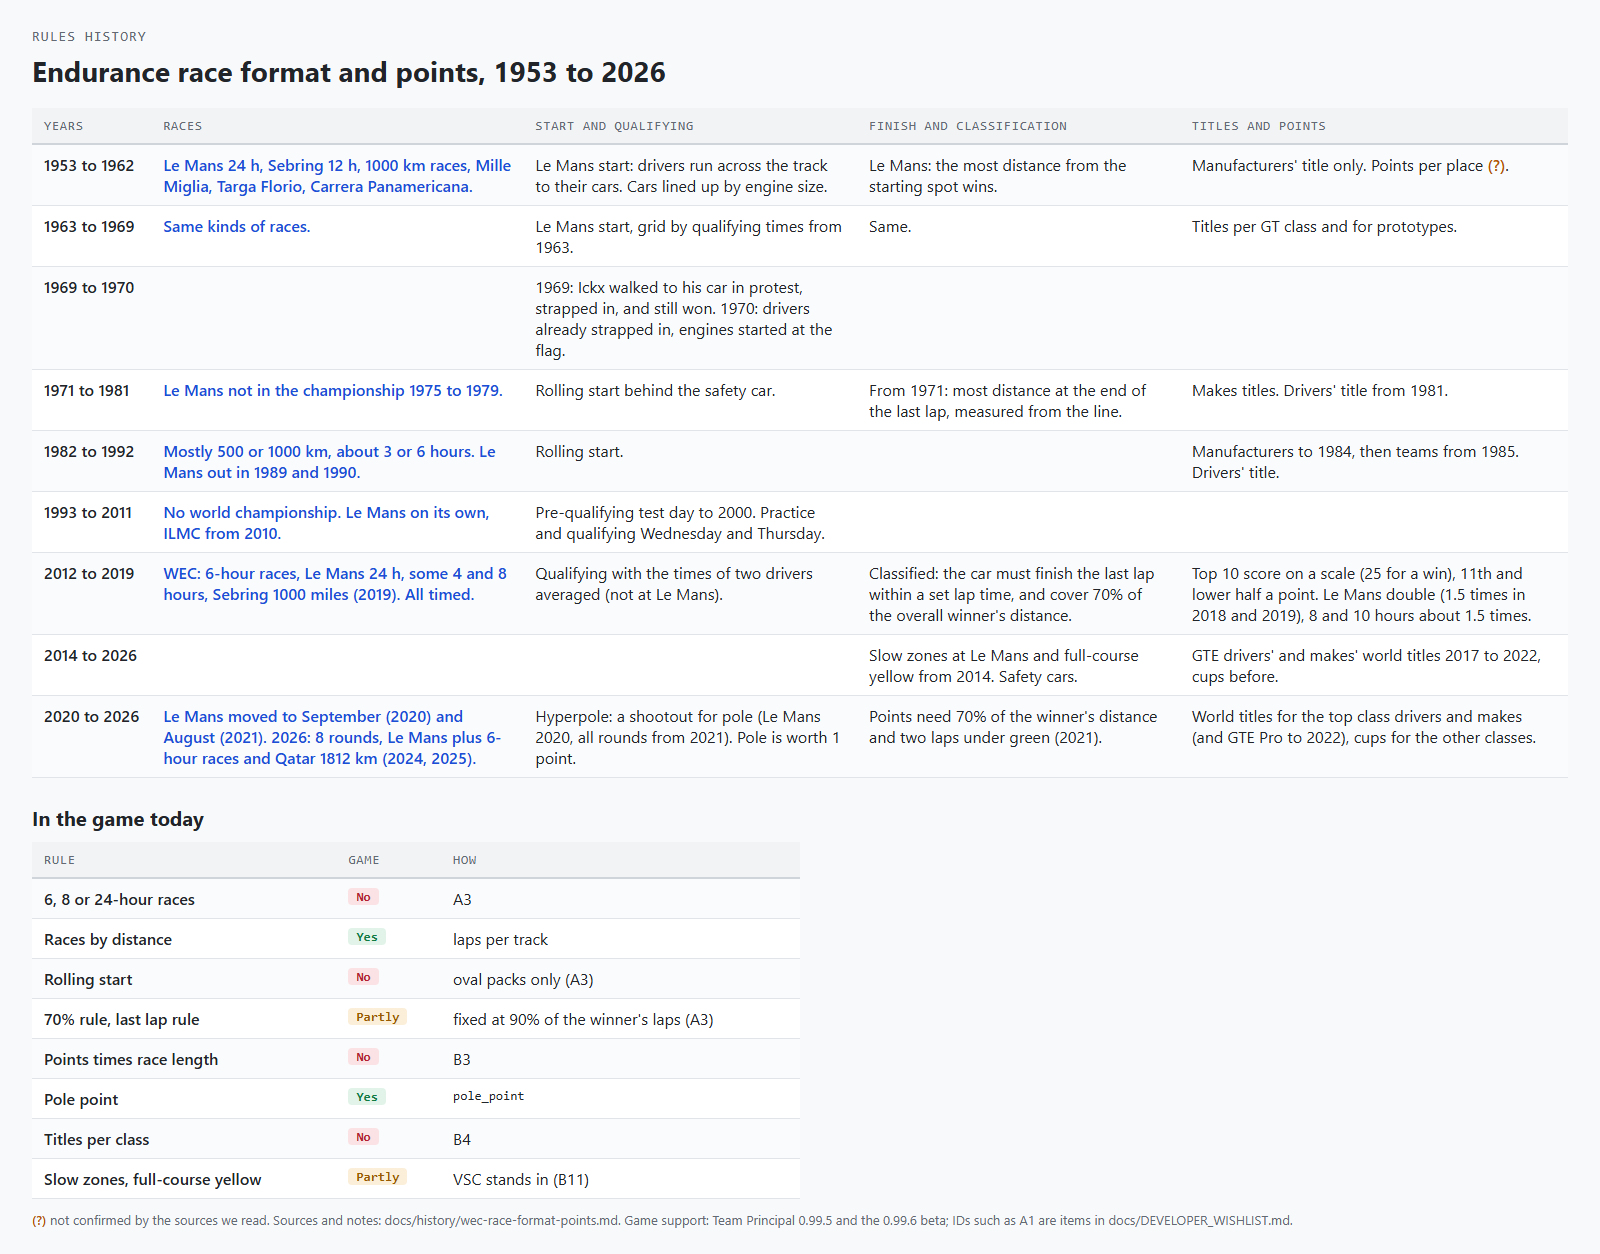 RULES HISTORY
Endurance race format and points, 1953 to 2026
YEARS RACES START AND QUALIFYING FINISH AND CLASSIFICATION TITLES AND POINTS
1953 to 1962 Le Mans 24 h, Sebring 12 h, 1000 km races, Mille Le Mans start: drivers run across the track Le Mans: the most distance from the Manufacturers' title only. Points per place (?).
Miglia, Targa Florio, Carrera Panamericana. to their cars. Cars lined up by engine size. starting spot wins.
1963 to 1969 Same kinds of races. Le Mans start, grid by qualifying times from Same. Titles per GT class and for prototypes.
1963.
1969 to 1970 1969: Ickx walked to his car in protest,
strapped in, and still won. 1970: drivers
already strapped in, engines started at the
flag.
1971 to 1981 Le Mans not in the championship 1975 to 1979. Rolling start behind the safety car. From 1971: most distance at the end of Makes titles. Drivers' title from 1981.
the last lap, measured from the line.
1982 to 1992 Mostly 500 or 1000 km, about 3 or 6 hours. Le Rolling start. Manufacturers to 1984, then teams from 1985.
Mans out in 1989 and 1990. Drivers' title.
1993 to 2011 No world championship. Le Mans on its own, Pre-qualifying test day to 2000. Practice
ILMC from 2010. and qualifying Wednesday and Thursday.
2012 to 2019 WEC: 6-hour races, Le Mans 24 h, some 4 and 8 Qualifying with the times of two drivers Classified: the car must finish the last lap Top 10 score on a scale (25 for a win), 11th and
hours, Sebring 1000 miles (2019). All timed. averaged (not at Le Mans). within a set lap time, and cover 70% of lower half a point. Le Mans double (1.5 times in
the overall winner's distance. 2018 and 2019), 8 and 10 hours about 1.5 times.
2014 to 2026 Slow zones at Le Mans and full-course GTE drivers' and makes' world titles 2017 to 2022,
yellow from 2014. Safety cars. cups before.
2020 to 2026 Le Mans moved to September (2020) and Hyperpole: a shootout for pole (Le Mans Points need 70% of the winner's distance World titles for the top class drivers and makes
August (2021). 2026: 8 rounds, Le Mans plus 6- 2020, all rounds from 2021). Pole is worth 1 and two laps under green (2021). (and GTE Pro to 2022), cups for the other classes.
hour races and Qatar 1812 km (2024, 2025). point.
In the game today
RULE GAME HOW
6, 8 or 24-hour races No A3
Races by distance Yes laps per track
Rolling start No oval packs only (A3)
70% rule, last lap rule Partly fixed at 90% of the winner's laps (A3)
Points times race length No B3
Pole point Yes pole_point
Titles per class No B4
Slow zones, full-course yellow Partly VSC stands in (B11)
(?) not confirmed by the sources we read. Sources and notes: docs/history/wec-race-format-points.md. Game support: Team Principal 0.99.5 and the 0.99.6 beta; IDs such as A1 are items in docs/DEVELOPER_WISHLIST.md.